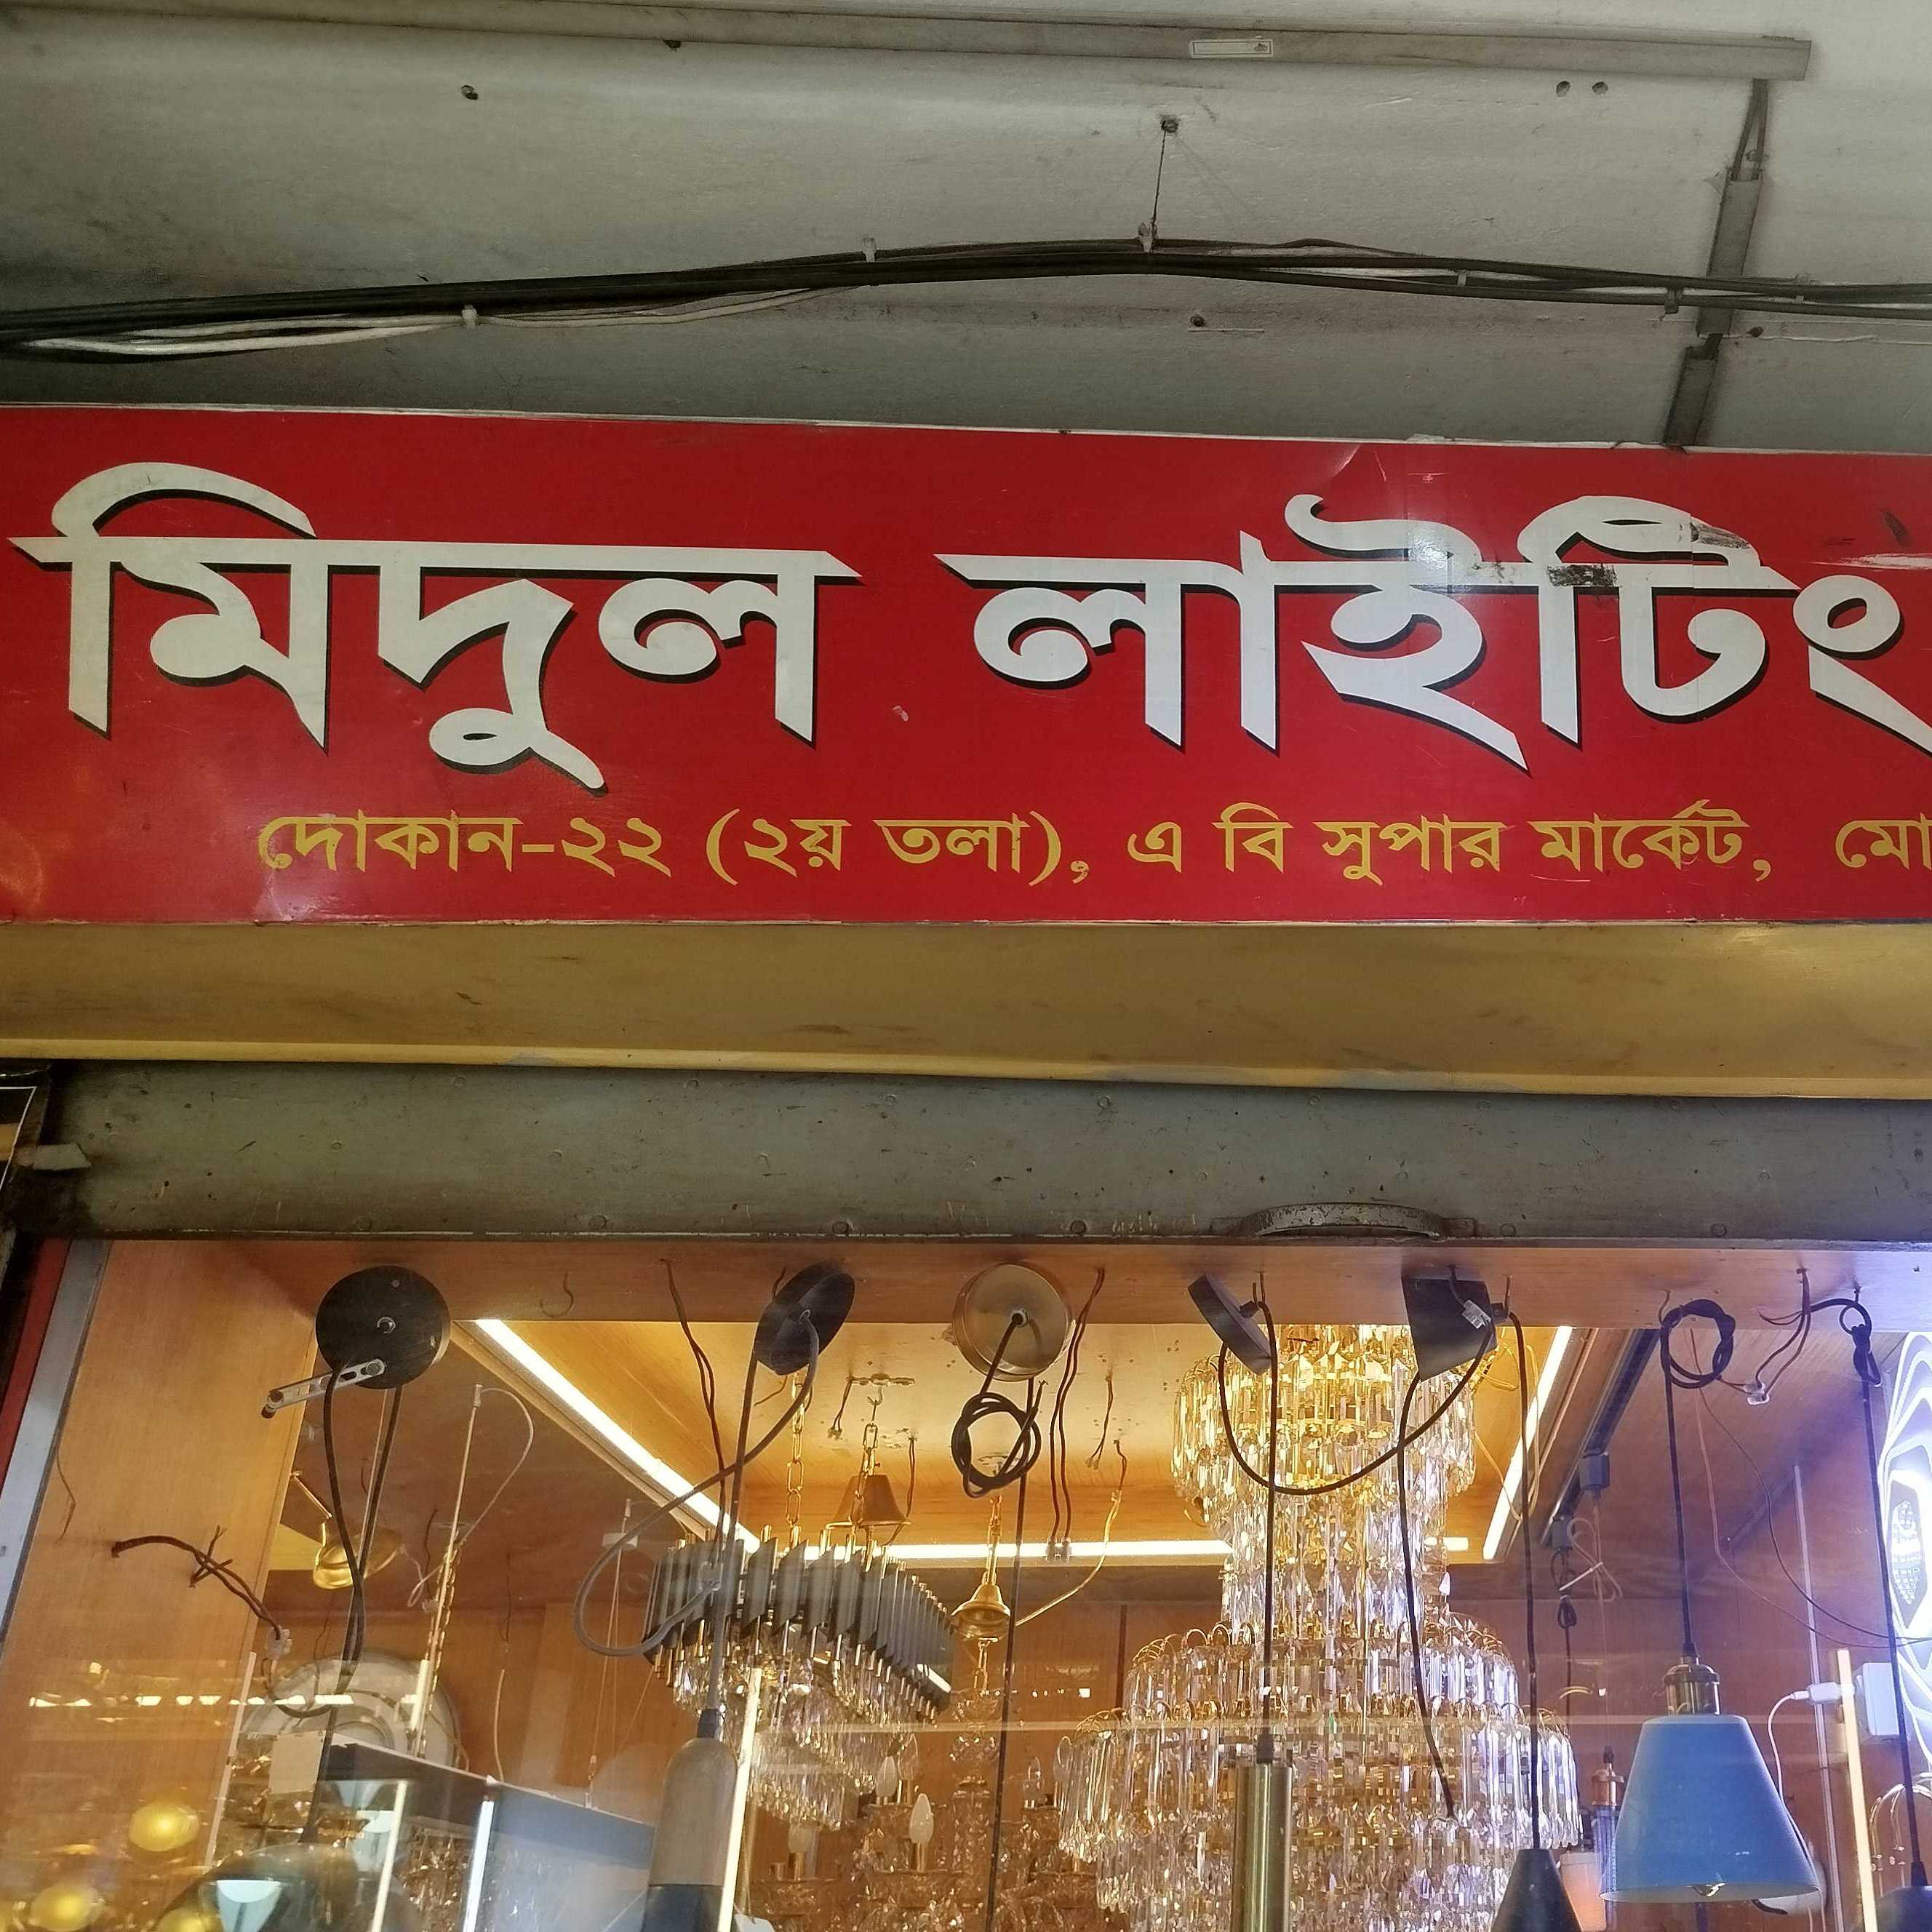 মিদুল লাইটিং
দোকান-২২ (২য় তলা), এ বি সুপার মার্কেট,